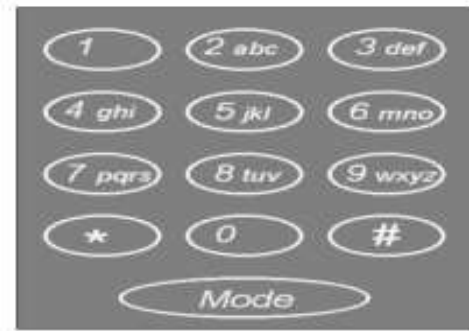 1 2 abc 3 def
4 ghi 5 jkl 6 mno
7 pqrs 8 tuv 9 wxyz
* 0 #
Mode